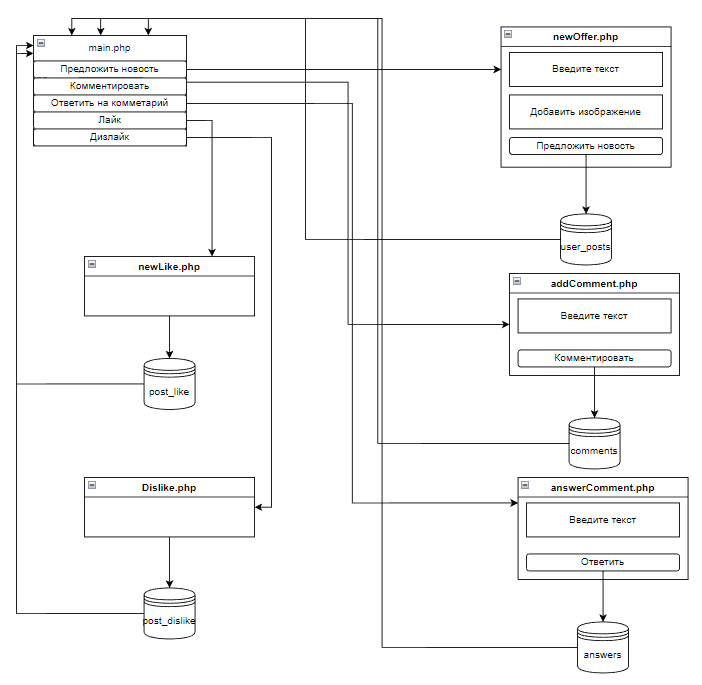 main.php
Предложить новость
Комментировать
Ответить на комметарий
Лайк
Дизлайк
newOffer.php
Введите текст
Добавить изображение
Предложить новость
user_posts
newLike.php
post_like
addComment.php
Введите текст
Комментировать
comments
Dislike.php
post_dislike
answerComment.php
Введите текст
Ответить
answers